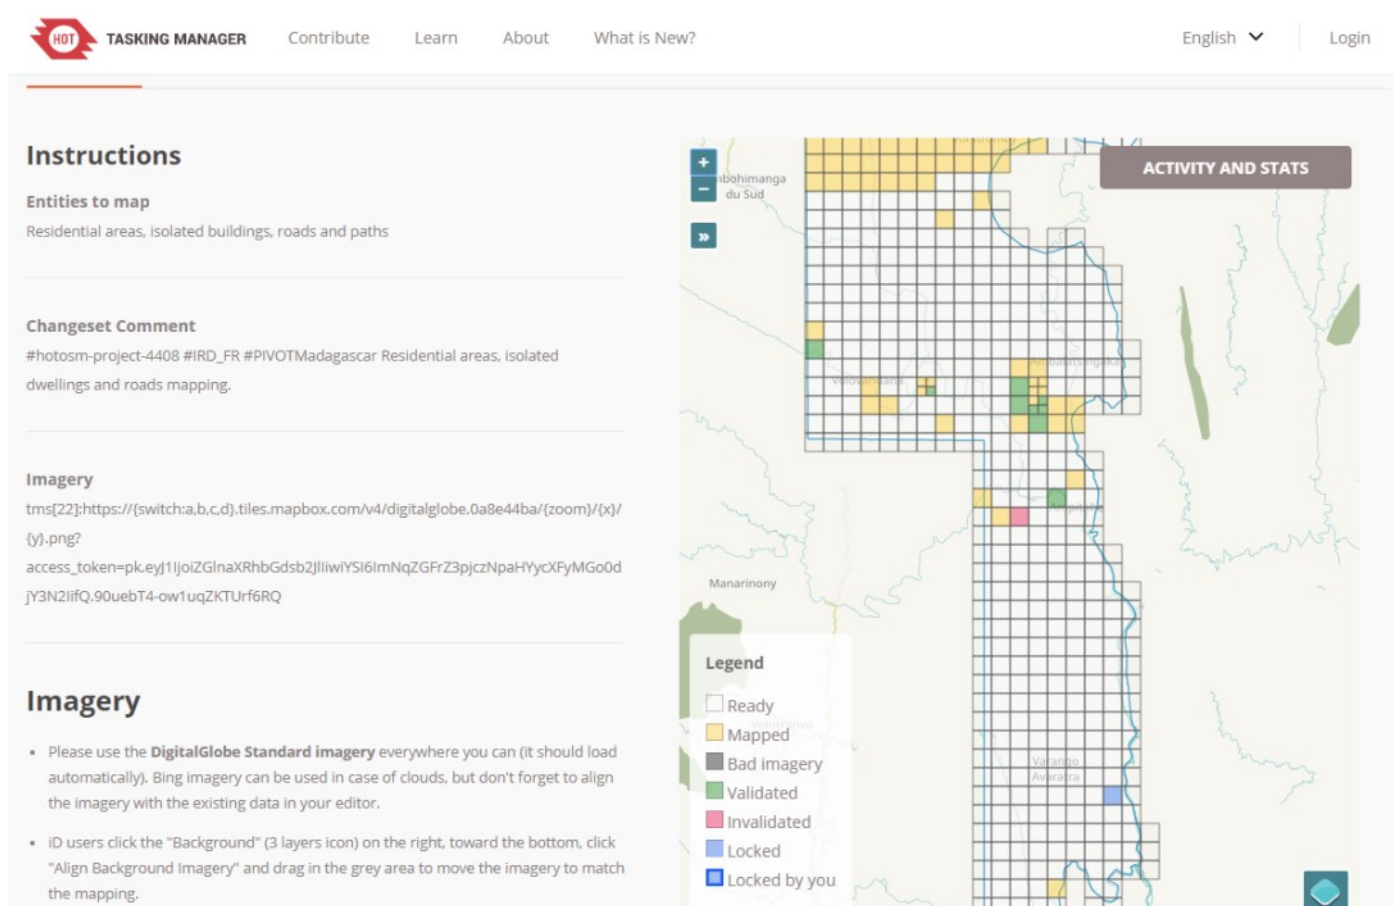 HOT TASKING MANAGER Contribute Learn About What is New? English Login
Instructions
Entities to map
Residential areas, isolated buildings, roads and paths
Changeset Comment
#hotosm-project-4408 #IRD_FR #PIVOTMadagascar Residential areas, isolated
dwellings and roads mapping.
Imagery
tms[22]:https://{switch:a,b,c,d}.tiles.mapbox.com/v4/digitalglobe.0a8e44ba/{zoom}/{x}/
{y}.png?
Imagery
• Please use the DigitalGlobe Standard imagery everywhere you can (it should load
automatically). Bing imagery can be used in case of clouds, but don't forget to align
the imagery with the existing data in your editor.
• iD users click the "Background" (3 layers icon) on the right, toward the bottom, click
"Align Background Imagery" and drag in the grey area to move the imagery to match
the mapping.
+
−
»
ACTIVITY AND STATS
du Sud
Manarinony
Varango
Avaratra
Legend
Ready
Mapped
Bad imagery
Validated
Invalidated
Locked
Locked by you